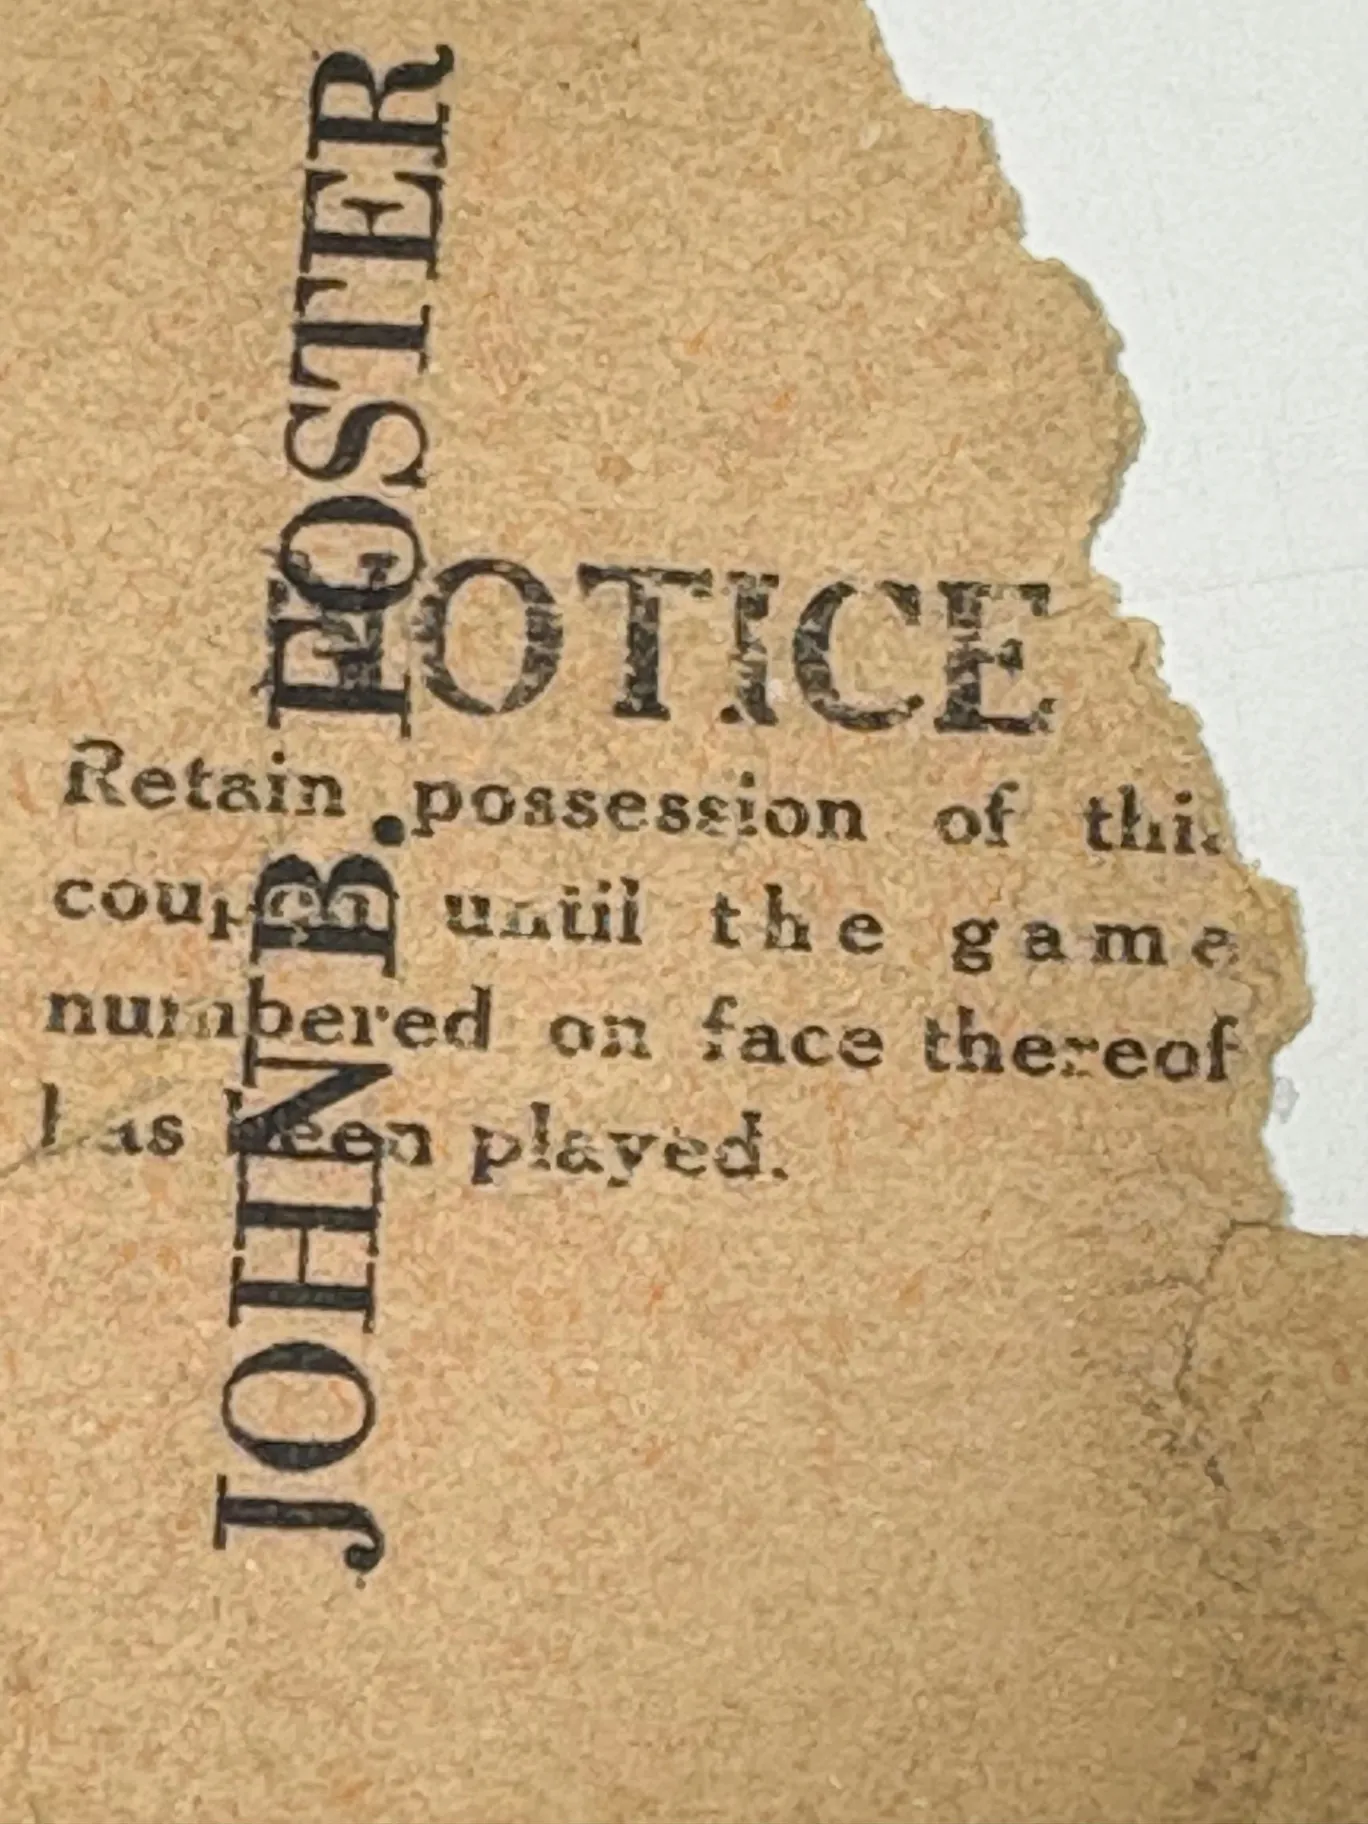 JOHN B. FOSTER
NOTICE
Retain possession of this
coupon until the game
numbered on face thereof
has been played.